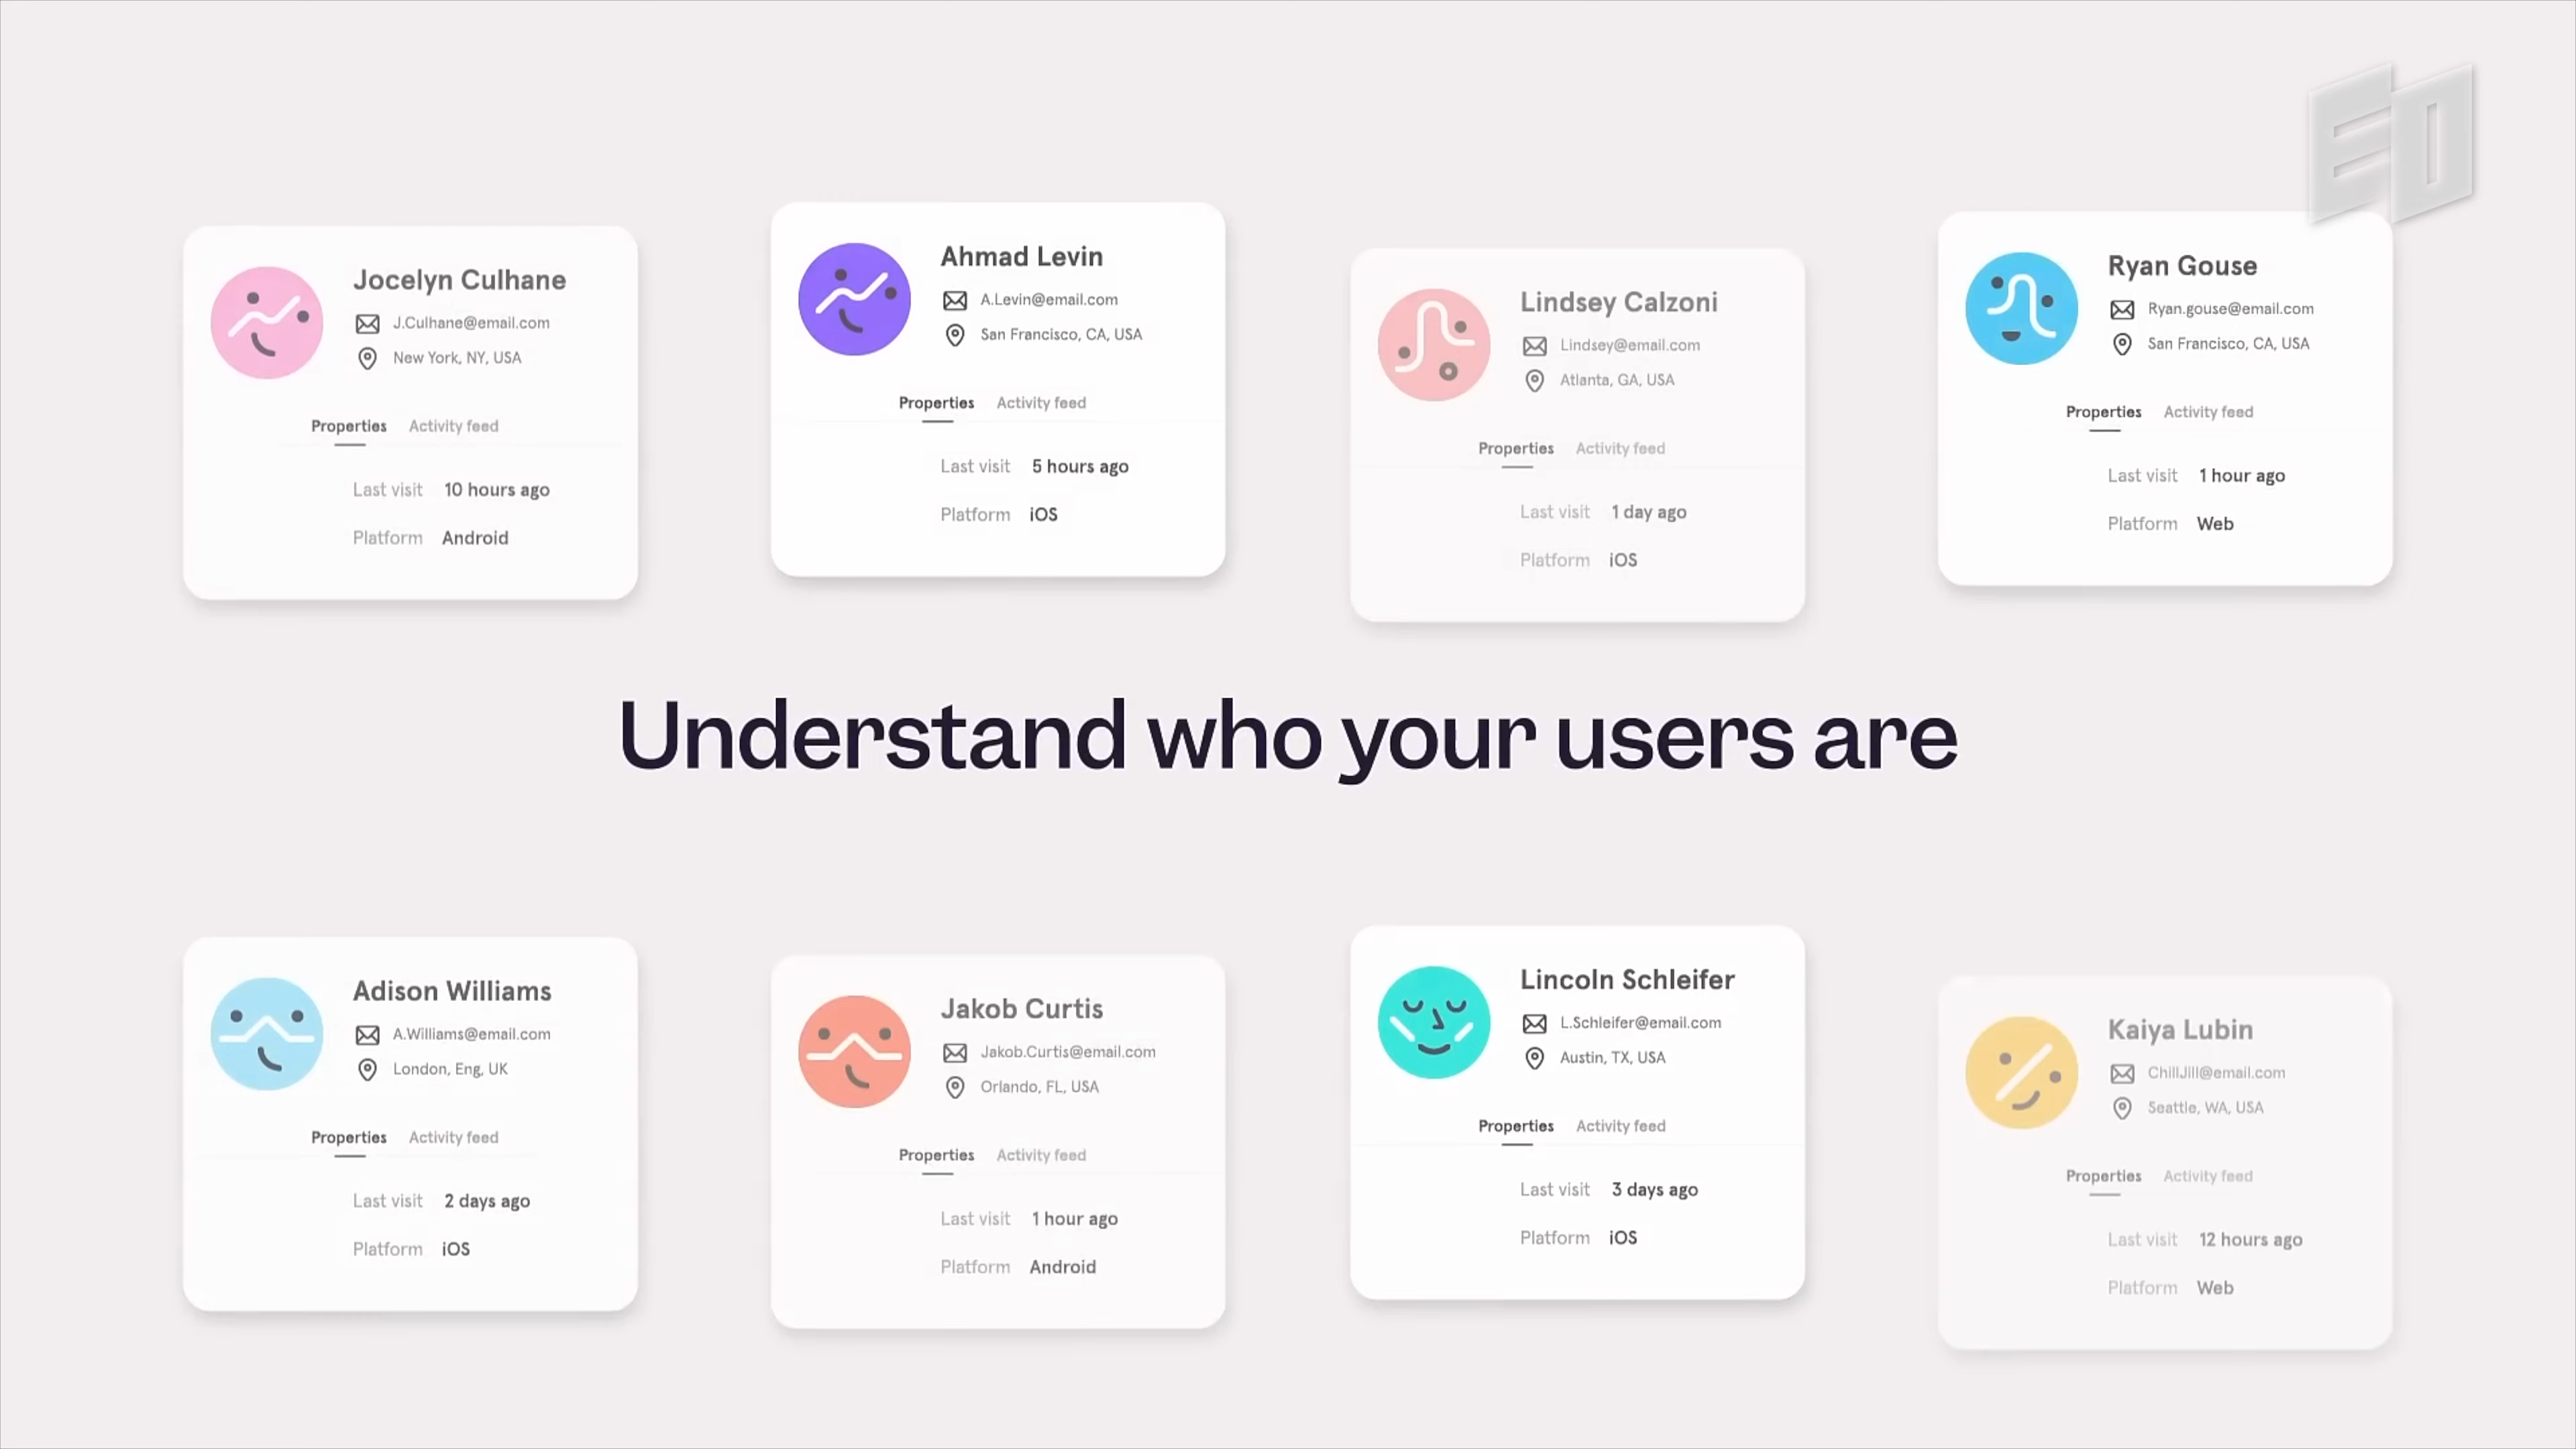 EO
Jocelyn Culhane
J.Culhane@email.com
New York, NY, USA
Properties Activity feed
Last visit 10 hours ago
Platform Android
Ahmad Levin
A.Levin@email.com
San Francisco, CA, USA
Properties Activity feed
Last visit 5 hours ago
Platform iOS
Lindsey Calzoni
Lindsey@email.com
Atlanta, GA, USA
Properties Activity feed
Last visit 1 day ago
Platform iOS
Ryan Gouse
Ryan.gouse@email.com
San Francisco, CA, USA
Properties Activity feed
Last visit 1 hour ago
Platform Web
Understand who your users are
Adison Williams
A.Williams@email.com
London, Eng, UK
Properties Activity feed
Last visit 2 days ago
Platform iOS
Jakob Curtis
Jakob.Curtis@email.com
Orlando, FL, USA
Properties Activity feed
Last visit 1 hour ago
Platform Android
Lincoln Schleifer
L.Schleifer@email.com
Austin, TX, USA
Properties Activity feed
Last visit 3 days ago
Platform iOS
Kaiya Lubin
ChillJill@email.com
Seattle, WA, USA
Properties Activity feed
Last visit 12 hours ago
Platform Web